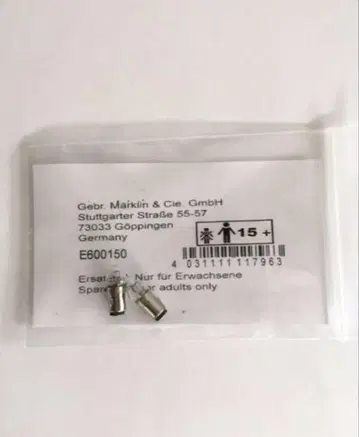 Gebr. Märklin & Cie. GmbH
Stuttgarter Straße 55-57
73033 Göppingen
Germany
15 +
E600150
4 031111 117963
Nur für Erwachsene
adults only